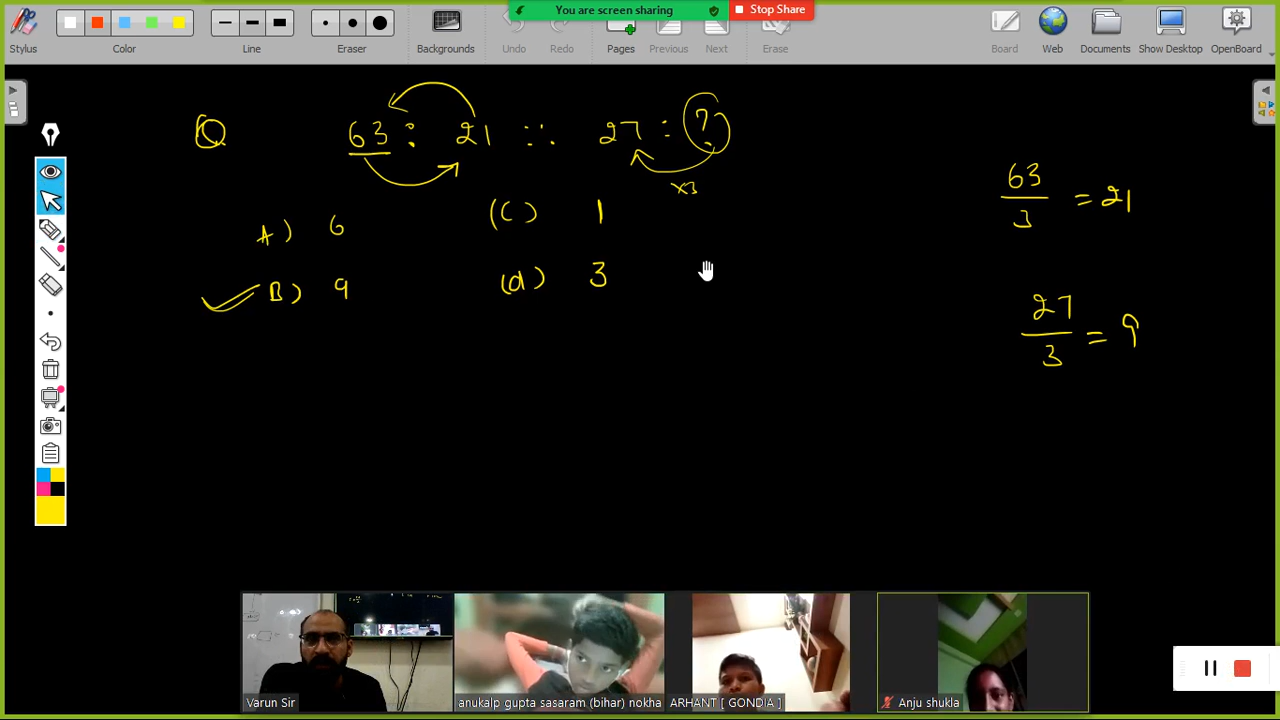 You are screen sharing
Stop Share
Stylus
Color
Line
Eraser
Backgrounds
Undo
Redo
Pages
Previous
Next
Erase
Board
Web
Documents
Show Desktop
OpenBoard
Q 63 : 21 :: 27 : ?
x3
A) 6
(C) 1
B) 9
(d) 3
63
3
= 21
27
3
= 9
Varun Sir
anukalp gupta sasaram (bihar) nokha
ARHANT [ GONDIA ]
Anju shukla